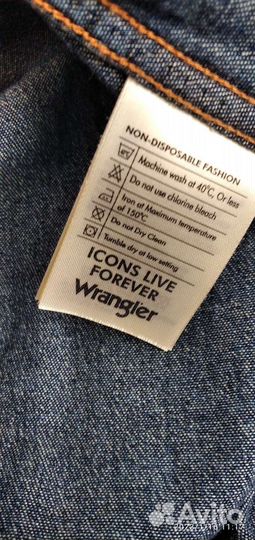 NON-DISPOSABLE FASHION
Machine wash at 40°C, Or less
Do not use chlorine bleach
Iron at Maximum temperature
of 150°C
Do not Dry Clean
Tumble dry at low setting
ICONS LIVE
FOREVER
Wrangler
Avito